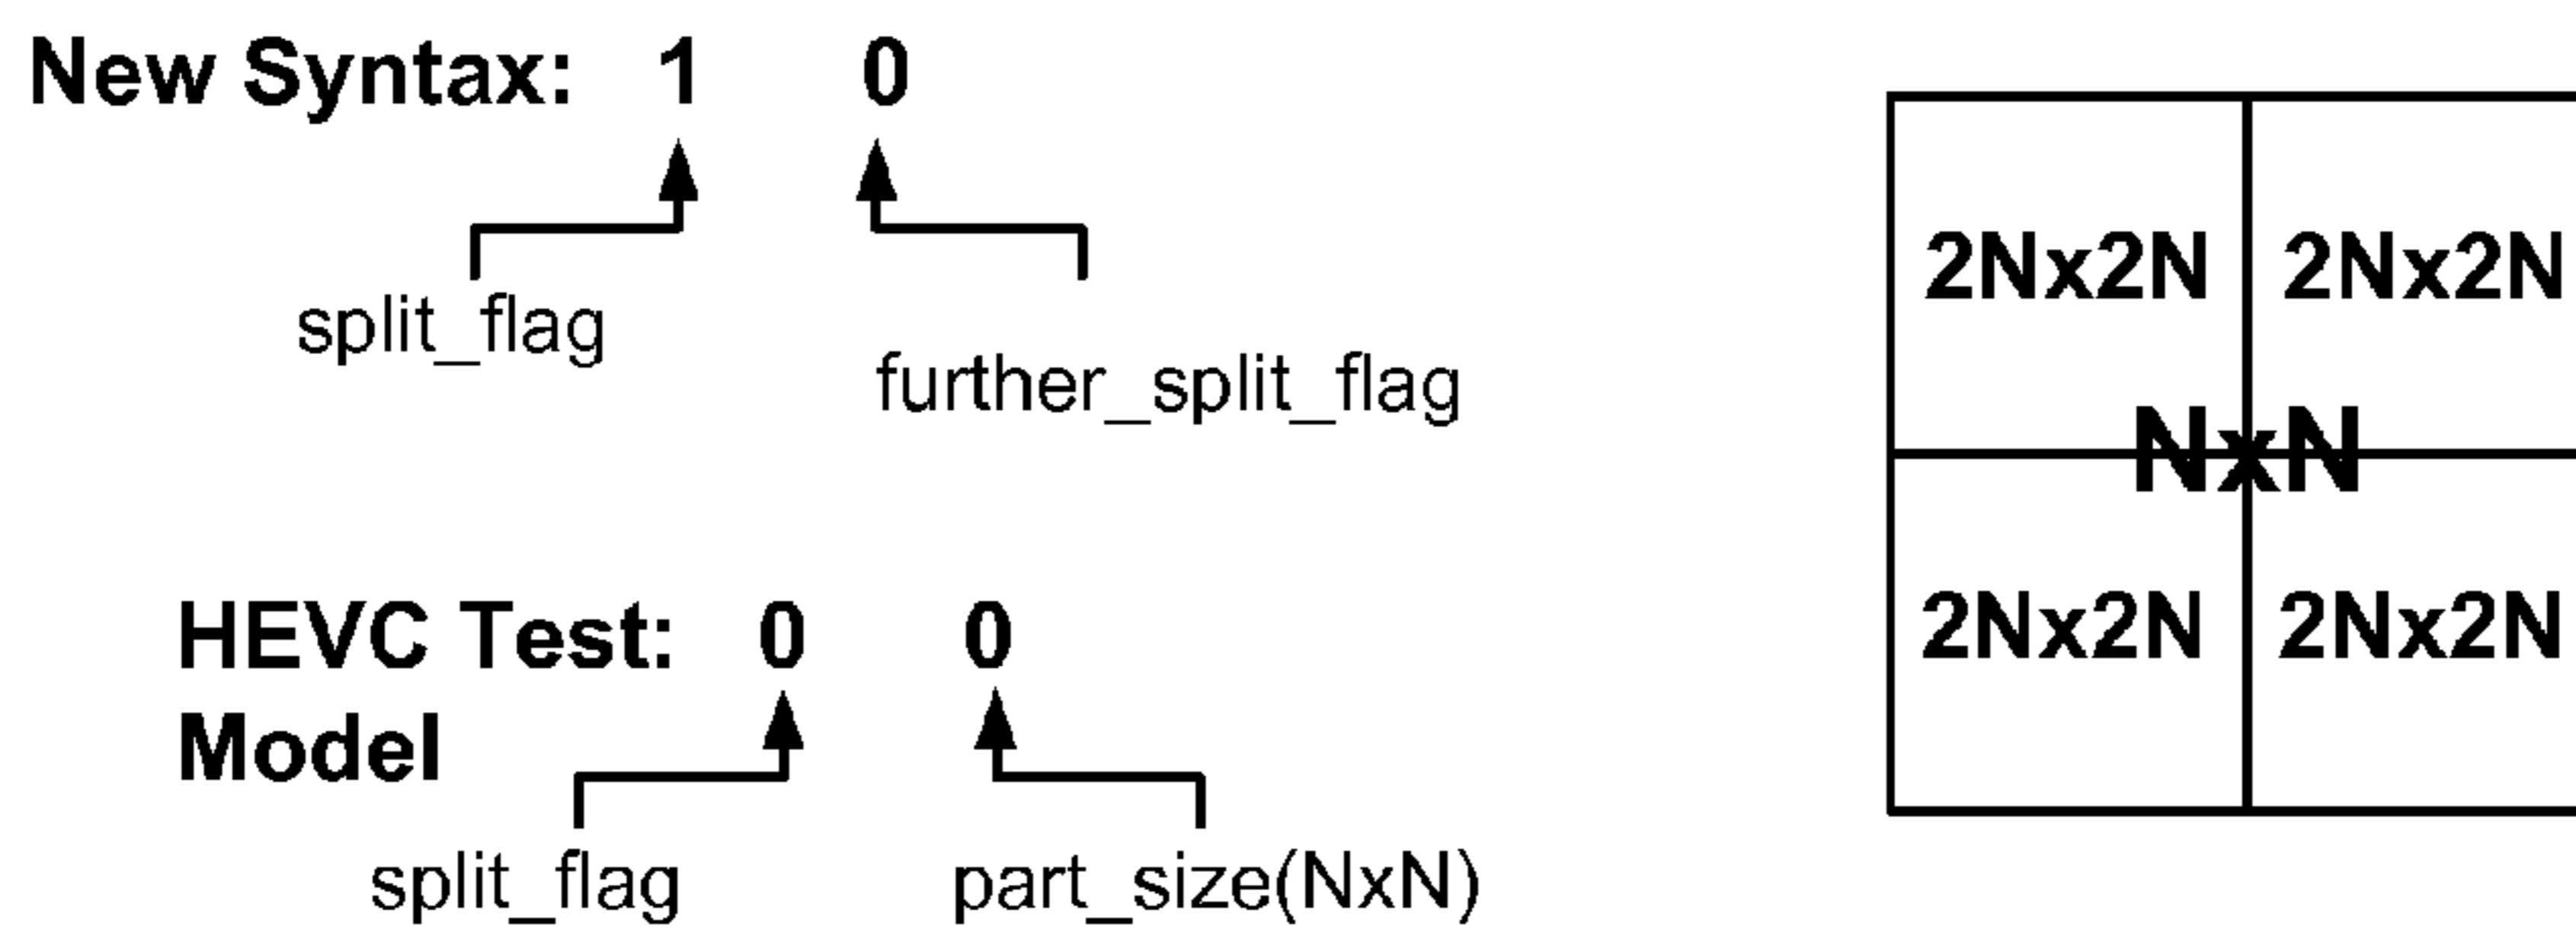 New Syntax: 1 0
split_flag
further_split_flag
HEVC Test: 0 0
Model
split_flag part_size(NxN)
2Nx2N 2Nx2N
NxN
2Nx2N 2Nx2N